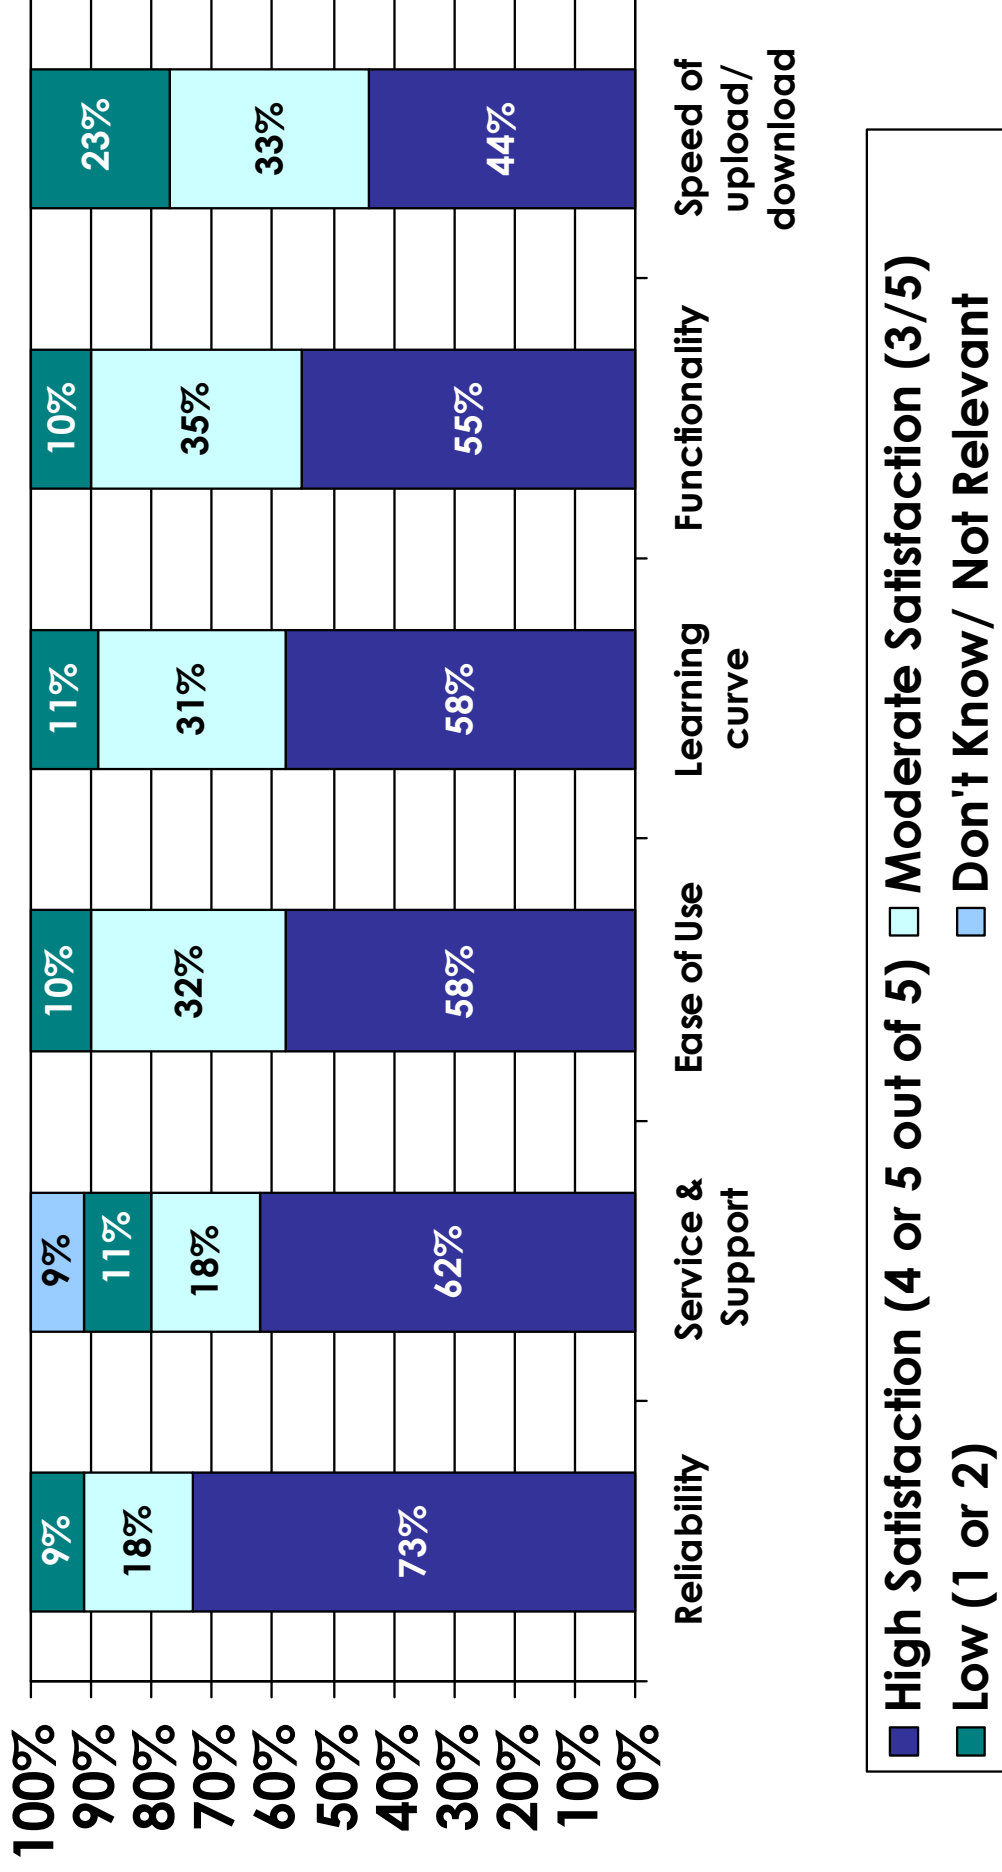 100%
90%
80%
70%
60%
50%
40%
30%
20%
10%
0%
9%
18%
73%
9%
11%
18%
62%
10%
32%
58%
11%
31%
58%
10%
35%
55%
23%
33%
44%
Reliability
Service &
Support
Ease of Use
Learning
curve
Functionality
Speed of
upload/
download
High Satisfaction (4 or 5 out of 5)
Moderate Satisfaction (3/5)
Low (1 or 2)
Don't Know/ Not Relevant